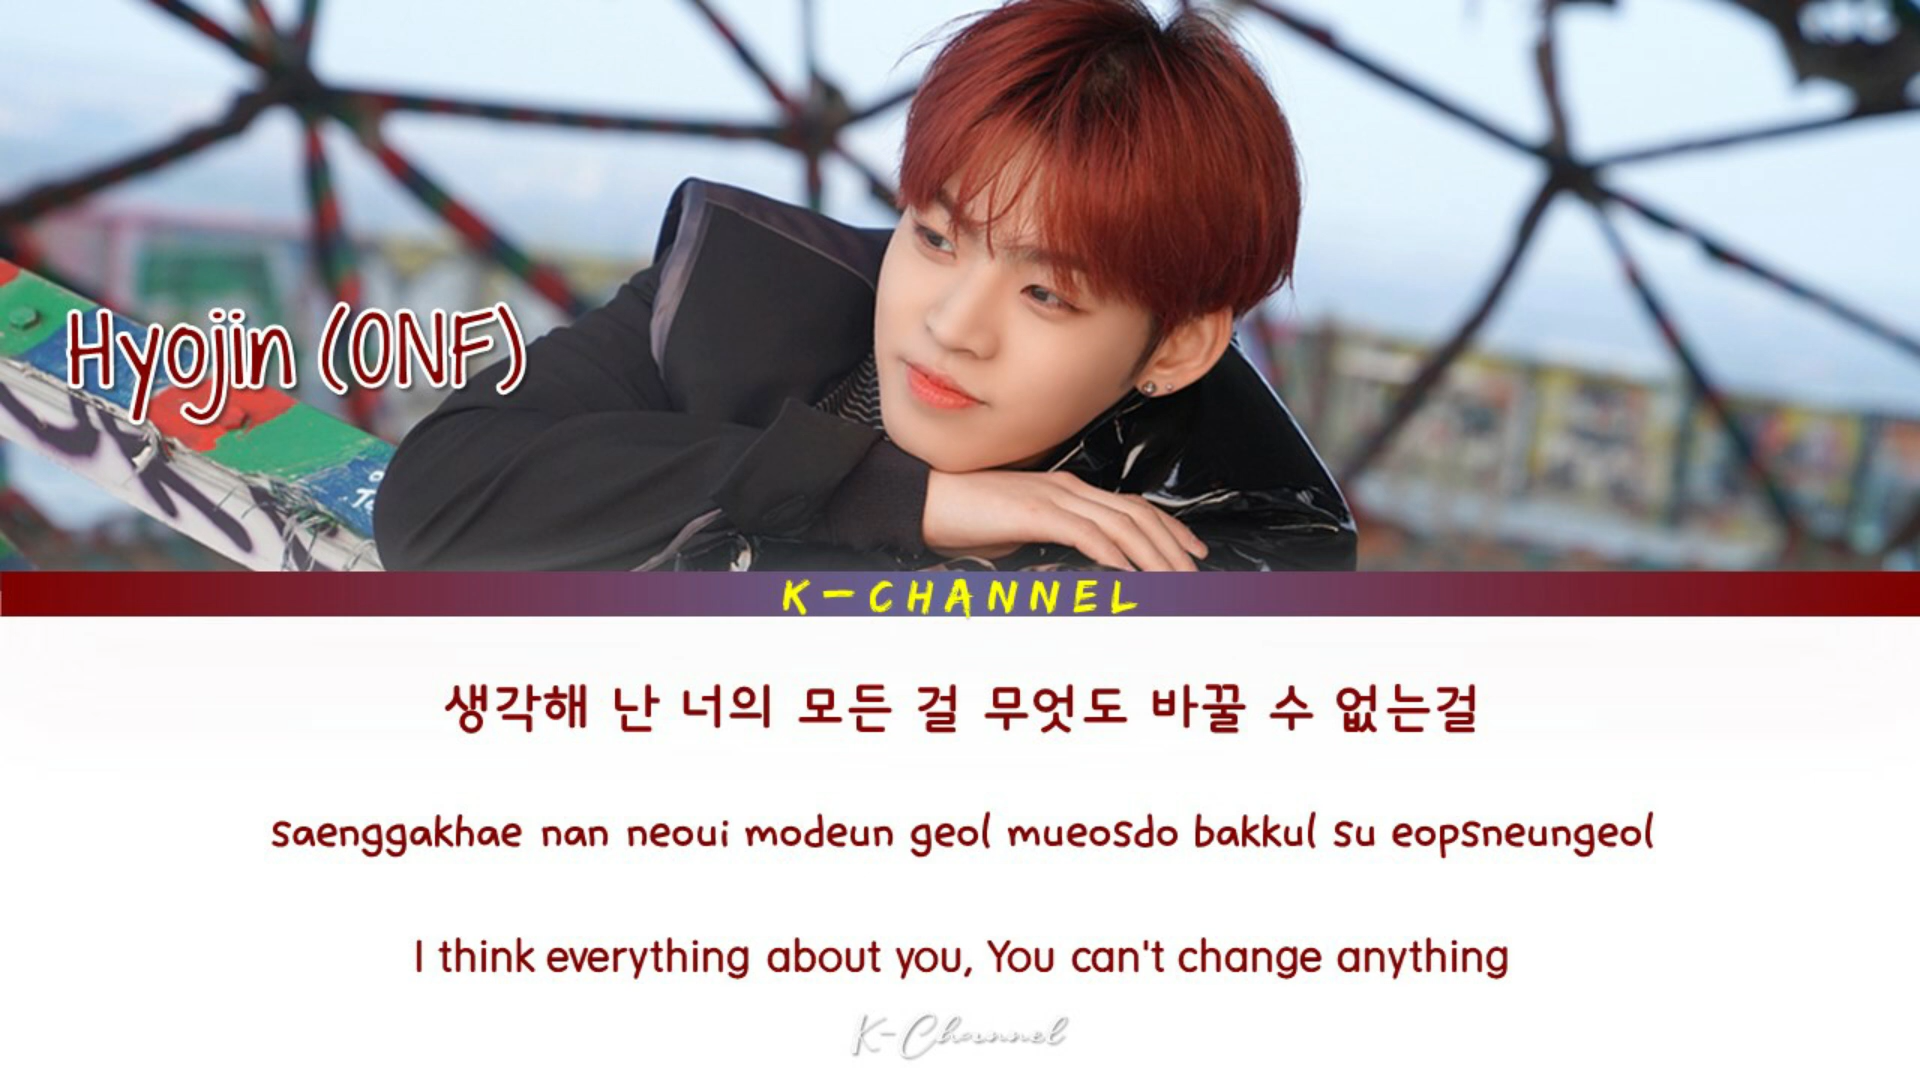 Hyojin (ONF)
K-CHANNEL
생각해 난 너의 모든 걸 무엇도 바꿀 수 없는걸
saenggakhae nan neoui modeun geol mueosdo bakkul su eopsneungeol
I think everything about you, You can't change anything
K-Channel